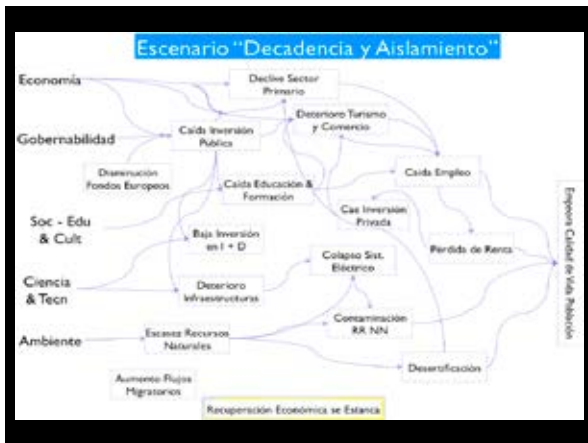 Escenario "Decadencia y Aislamiento"
Economía
Declive Sector
Primario
Deterioro Turismo
y Comercio
Gobernabilidad
Caída Inversión
Pública
Disminución
Fondos Europeos
Caída Empleo
Caída Educación &
Formación
Cae Inversión
Privada
Soc - Edu
& Cult
Baja Inversión
en I + D
Pérdida de Renta
Colapso Sist.
Eléctrico
Ciencia
& Tecn
Deterioro
Infraestructuras
Contaminación
RR NN
Ambiente
Escasez Recursos
Naturales
Desertificación
Aumento Flujos
Migratorios
Recuperación Económica se Estanca
Empeora Calidad de Vida Población